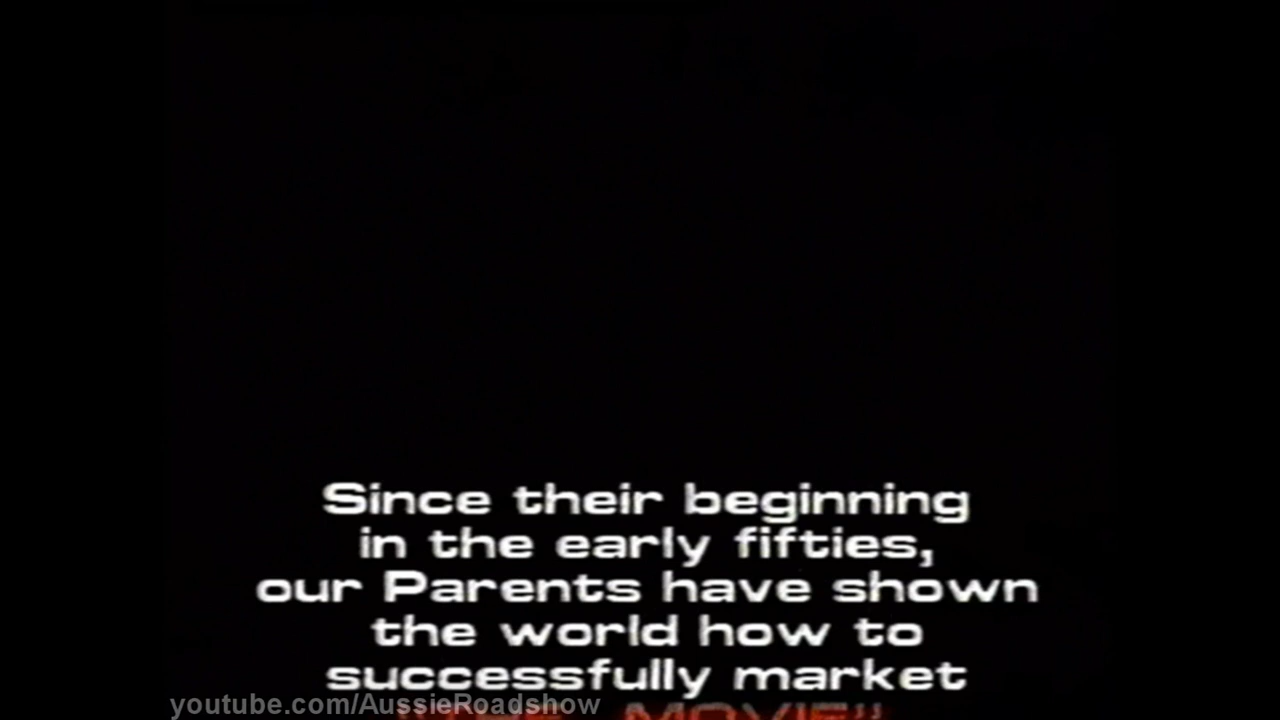 Since their beginning
in the early fifties,
our Parents have shown
the world how to
successfully market
MOVIE"
youtube.com/AussieRoadshow